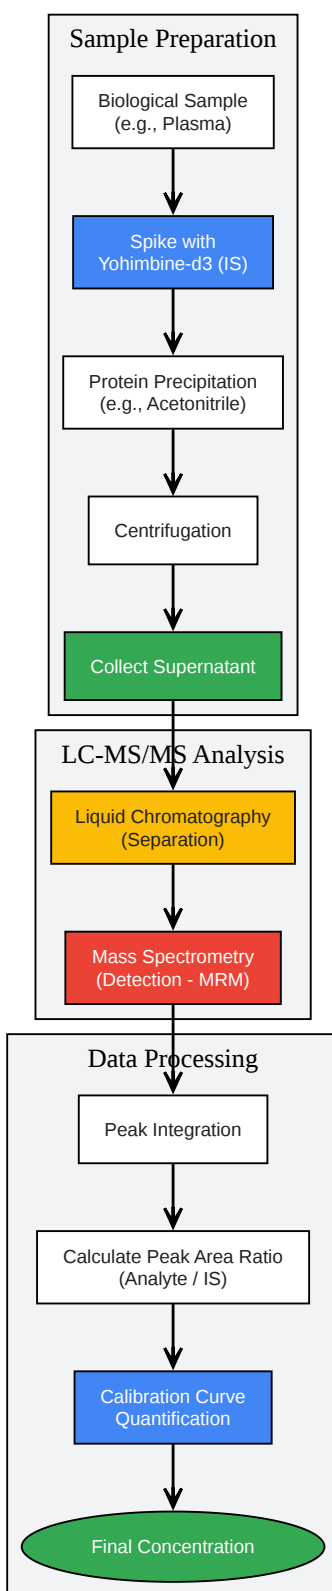 Sample Preparation
Biological Sample
(e.g., Plasma)
Spike with
Yohimbine-d3 (IS)
Protein Precipitation
(e.g., Acetonitrile)
Centrifugation
Collect Supernatant
LC-MS/MS Analysis
Liquid Chromatography
(Separation)
Mass Spectrometry
(Detection - MRM)
Data Processing
Peak Integration
Calculate Peak Area Ratio
(Analyte / IS)
Calibration Curve
Quantification
Final Concentration